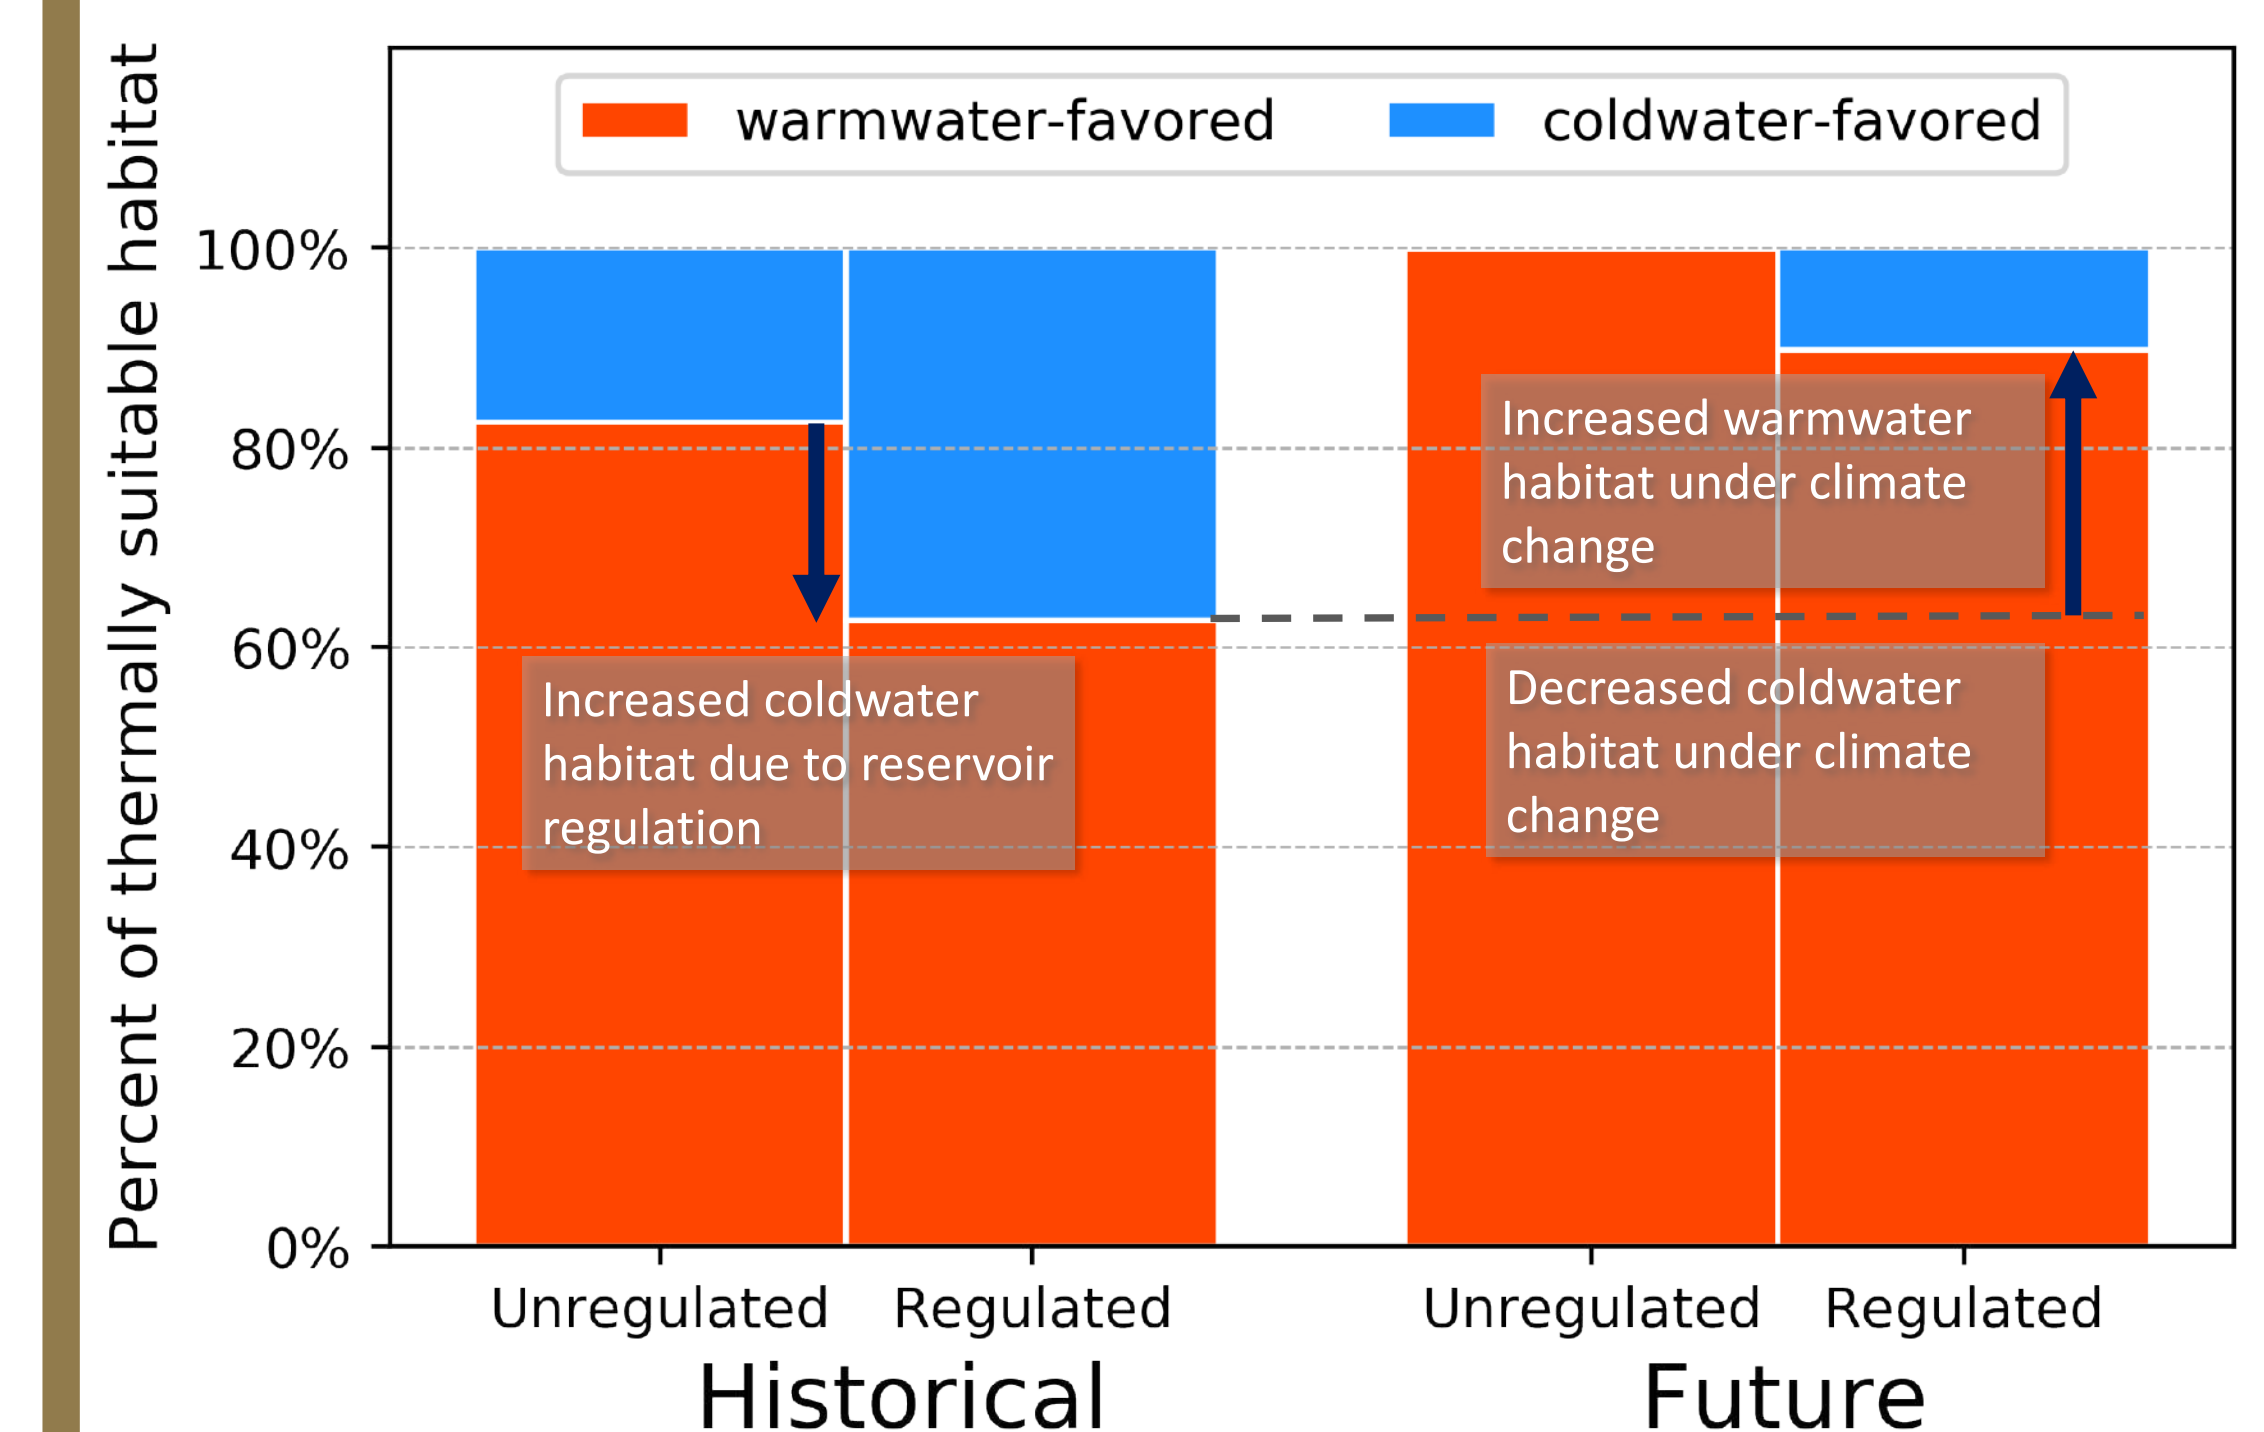 Percent of thermally suitable habitat
warmwater-favored
coldwater-favored
100%
80%
60%
40%
20%
0%
Increased coldwater
habitat due to reservoir
regulation
Increased warmwater
habitat under climate
change
Decreased coldwater
habitat under climate
change
Unregulated
Regulated
Unregulated
Regulated
Historical
Future